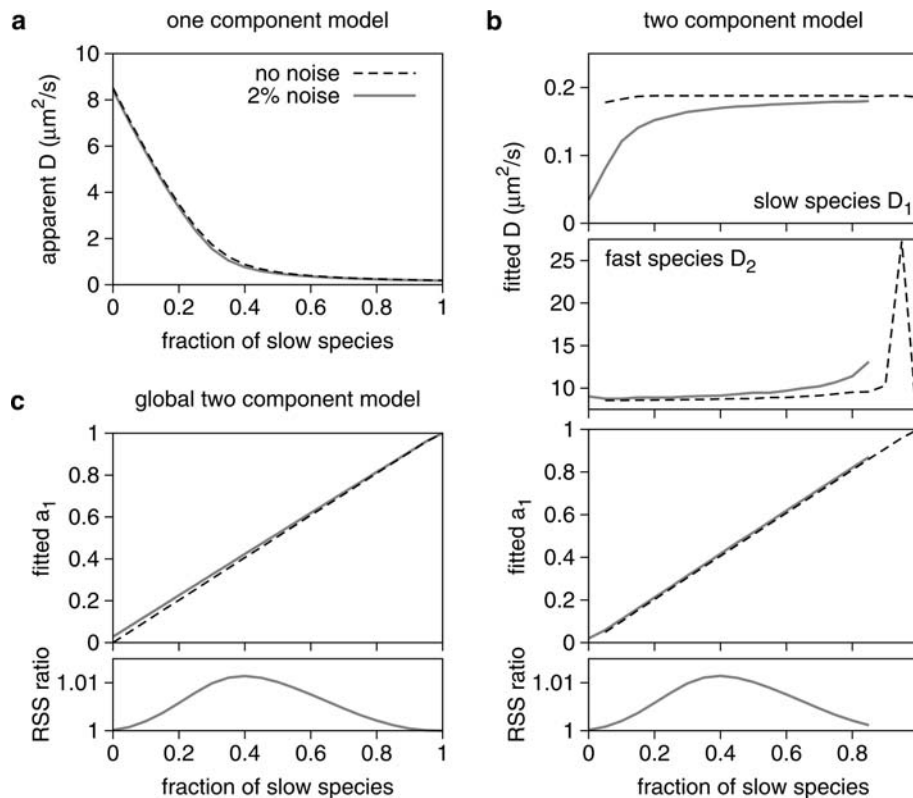 a
one component model
10
8
6
4
2
0
apparent D (μm²/s)
no noise
2% noise
0
0.2
0.4
0.6
0.8
1
fraction of slow species
b
two component model
0.2
0.1
0
slow species D₁
fitted D (μm²/s)
25
20
15
10
fast species D₂
c
global two component model
1
0.8
0.6
0.4
0.2
0
fitted a₁
1.01
1
RSS ratio
0
0.2
0.4
0.6
0.8
1
fraction of slow species
1
0.8
0.6
0.4
0.2
0
fitted a₁
1.01
1
RSS ratio
0
0.2
0.4
0.6
0.8
fraction of slow species